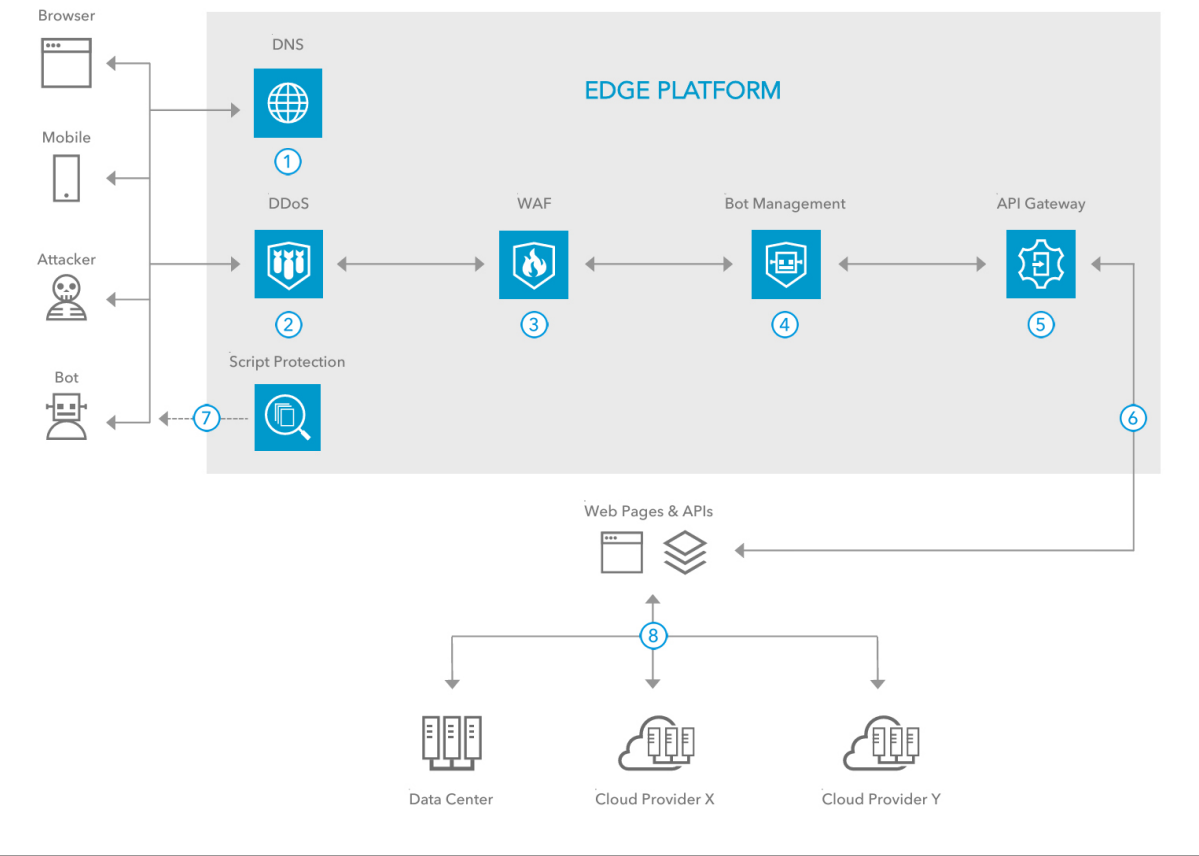 Browser
DNS
EDGE PLATFORM
Mobile
1
DDoS
WAF
Bot Management
API Gateway
Attacker
2
3
4
5
Script Protection
Bot
7
6
Web Pages & APIs
8
Data Center
Cloud Provider X
Cloud Provider Y